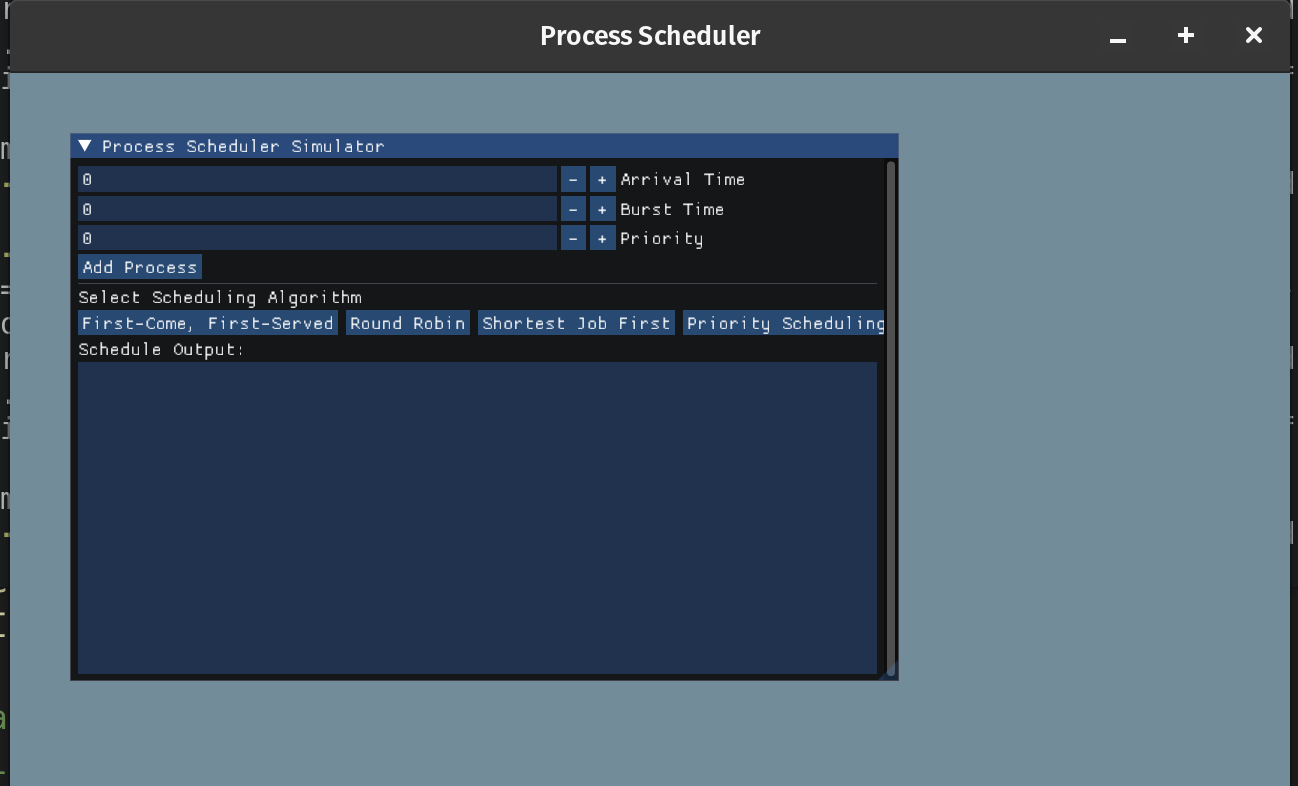 Process Scheduler
Process Scheduler Simulator
0 - + Arrival Time
0 - + Burst Time
0 - + Priority
Add Process
Select Scheduling Algorithm
First-Come, First-Served Round Robin Shortest Job First Priority Scheduling
Schedule Output: